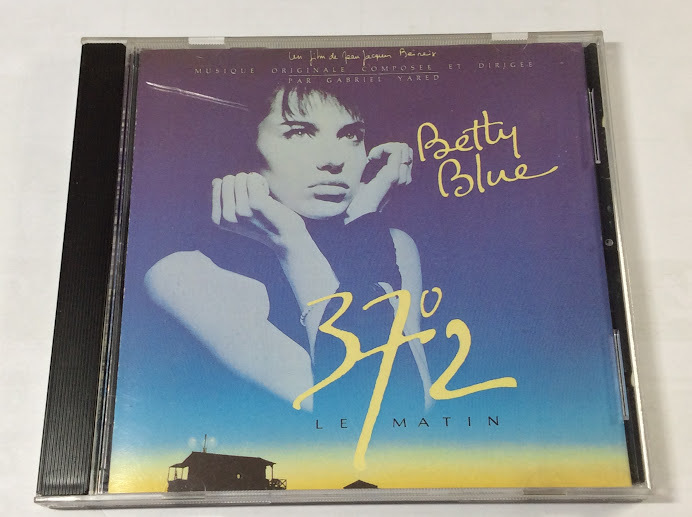 Un film de Jean Jacques Beineix
MUSIQUE ORIGINALE COMPOSEE ET DIRIGEE
PAR GABRIEL YARED
Betty
Blue
37°2
LE MATIN